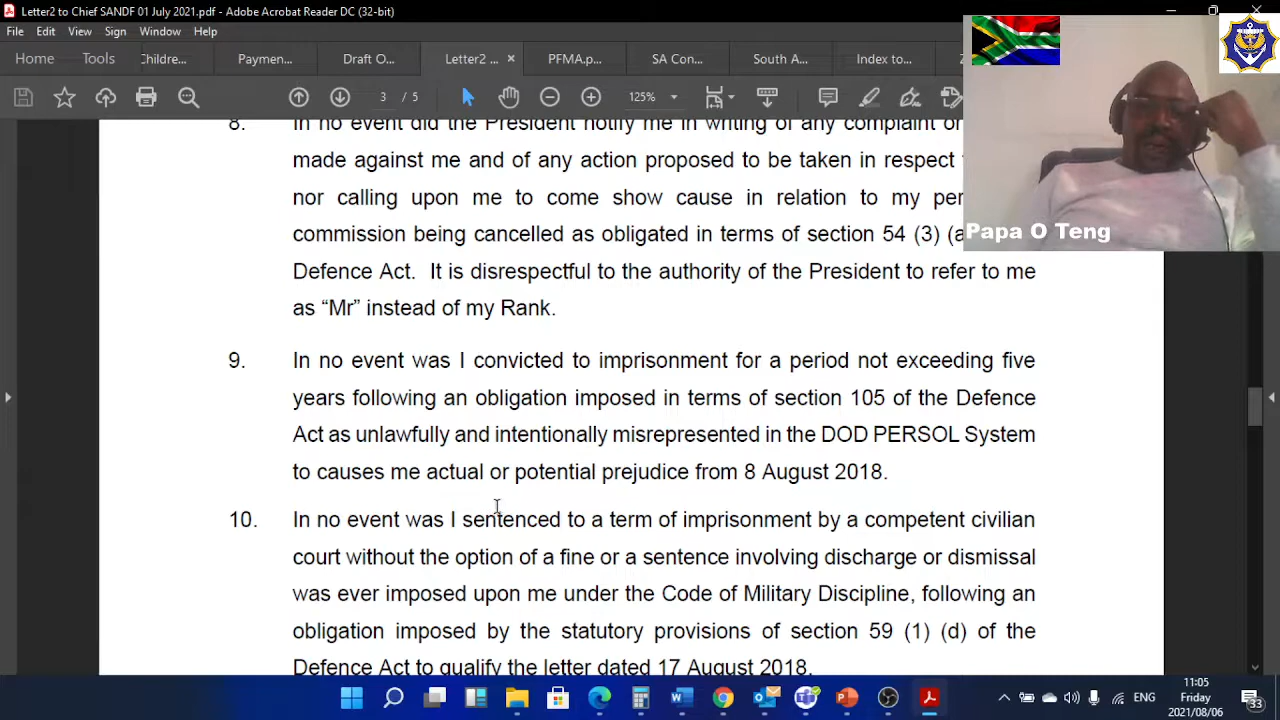 Letter2 to Chief SANDF 01 July 2021.pdf - Adobe Acrobat Reader DC (32-bit)
File Edit View Sign Window Help
Home Tools Childre... Paymen... Draft O... Letter2 ... × PFMA.p... SA Con... South A... Index to...
3 / 5 125%
8. In no event did the President notify me in writing of any complaint or
made against me and of any action proposed to be taken in respect
nor calling upon me to come show cause in relation to my per
commission being cancelled as obligated in terms of section 54 (3) (a
Defence Act. It is disrespectful to the authority of the President to refer to me
as “Mr” instead of my Rank.
9. In no event was I convicted to imprisonment for a period not exceeding five
years following an obligation imposed in terms of section 105 of the Defence
Act as unlawfully and intentionally misrepresented in the DOD PERSOL System
to causes me actual or potential prejudice from 8 August 2018.
10. In no event was I sentenced to a term of imprisonment by a competent civilian
court without the option of a fine or a sentence involving discharge or dismissal
was ever imposed upon me under the Code of Military Discipline, following an
obligation imposed by the statutory provisions of section 59 (1) (d) of the
Defence Act to qualify the letter dated 17 August 2018.
Papa O Teng
ENG
11:05
Friday
2021/08/06
33